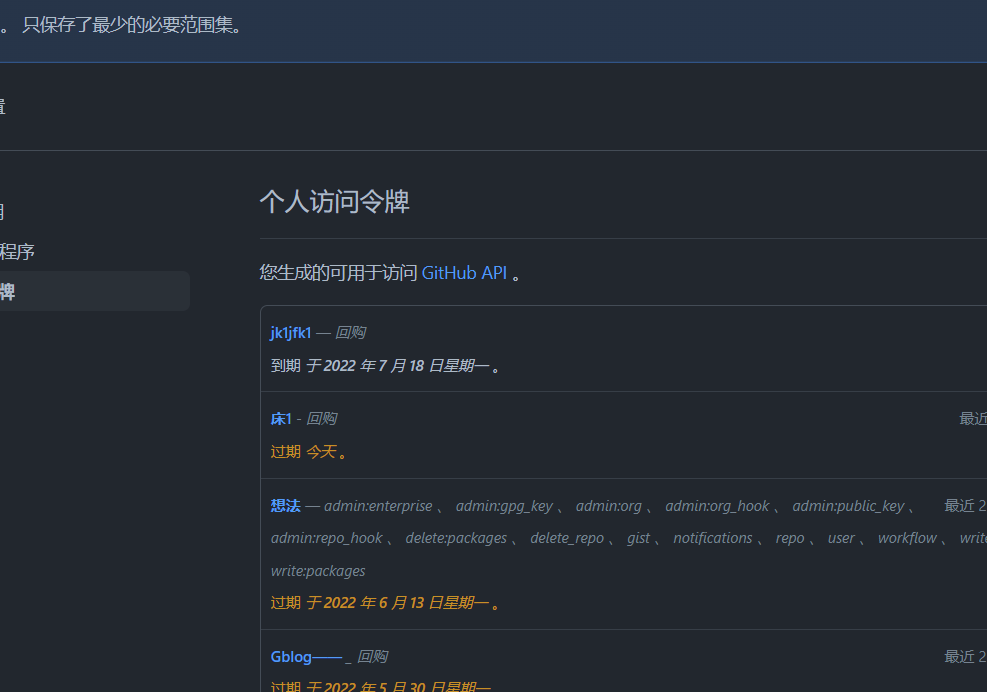 。 只保存了最少的必要范围集。
置
程序
牌
个人访问令牌
您生成的可用于访问 GitHub API 。
jk1jfk1 — 回购
到期 于 2022 年 7 月 18 日星期一 。
床1 - 回购
最近
过期 今天 。
想法 — admin:enterprise 、 admin:gpg_key 、 admin:org 、 admin:org_hook 、 admin:public_key 、
最近 2
admin:repo_hook 、 delete:packages 、 delete_repo 、 gist 、 notifications 、 repo 、 user 、 workflow 、 write
write:packages
过期 于 2022 年 6 月 13 日星期一 。
Gblog—— _ 回购
最近 2
过期 于 2022 年 5 月 30 日星期一